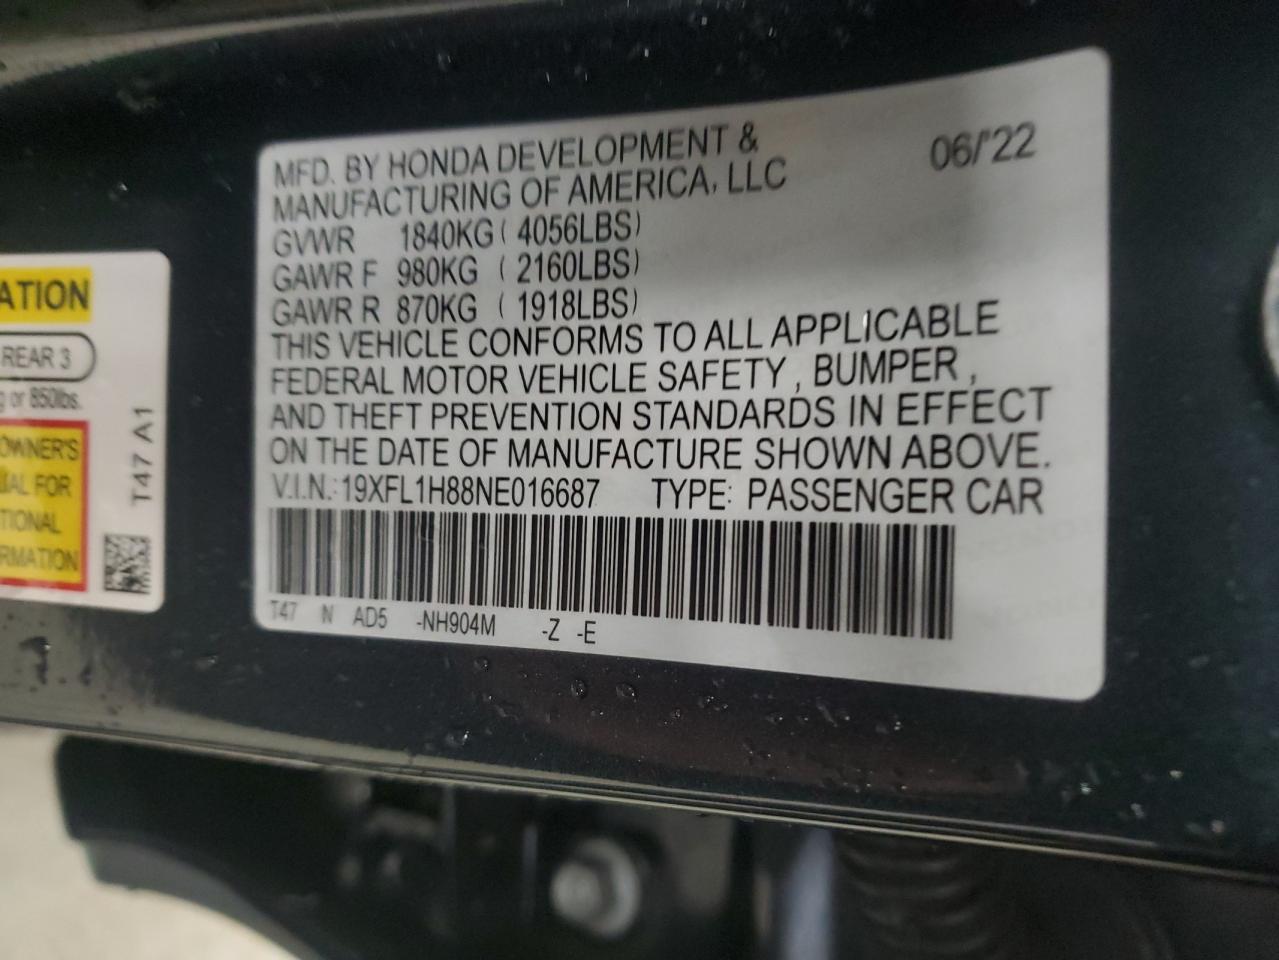 MFD. BY HONDA DEVELOPMENT &
MANUFACTURING OF AMERICA, LLC
06/'22
GVWR 1840KG ( 4056LBS)
GAWR F 980KG ( 2160LBS)
GAWR R 870KG ( 1918LBS)
THIS VEHICLE CONFORMS TO ALL APPLICABLE
FEDERAL MOTOR VEHICLE SAFETY , BUMPER ,
AND THEFT PREVENTION STANDARDS IN EFFECT
ON THE DATE OF MANUFACTURE SHOWN ABOVE.
V.I.N.:19XFL1H88NE016687 TYPE: PASSENGER CAR
T47 N AD5 -NH904M -Z -E
ATION
REAR 3
g or 850lbs.
OWNER'S
AL FOR
TIONAL
RMATION
T47 A1